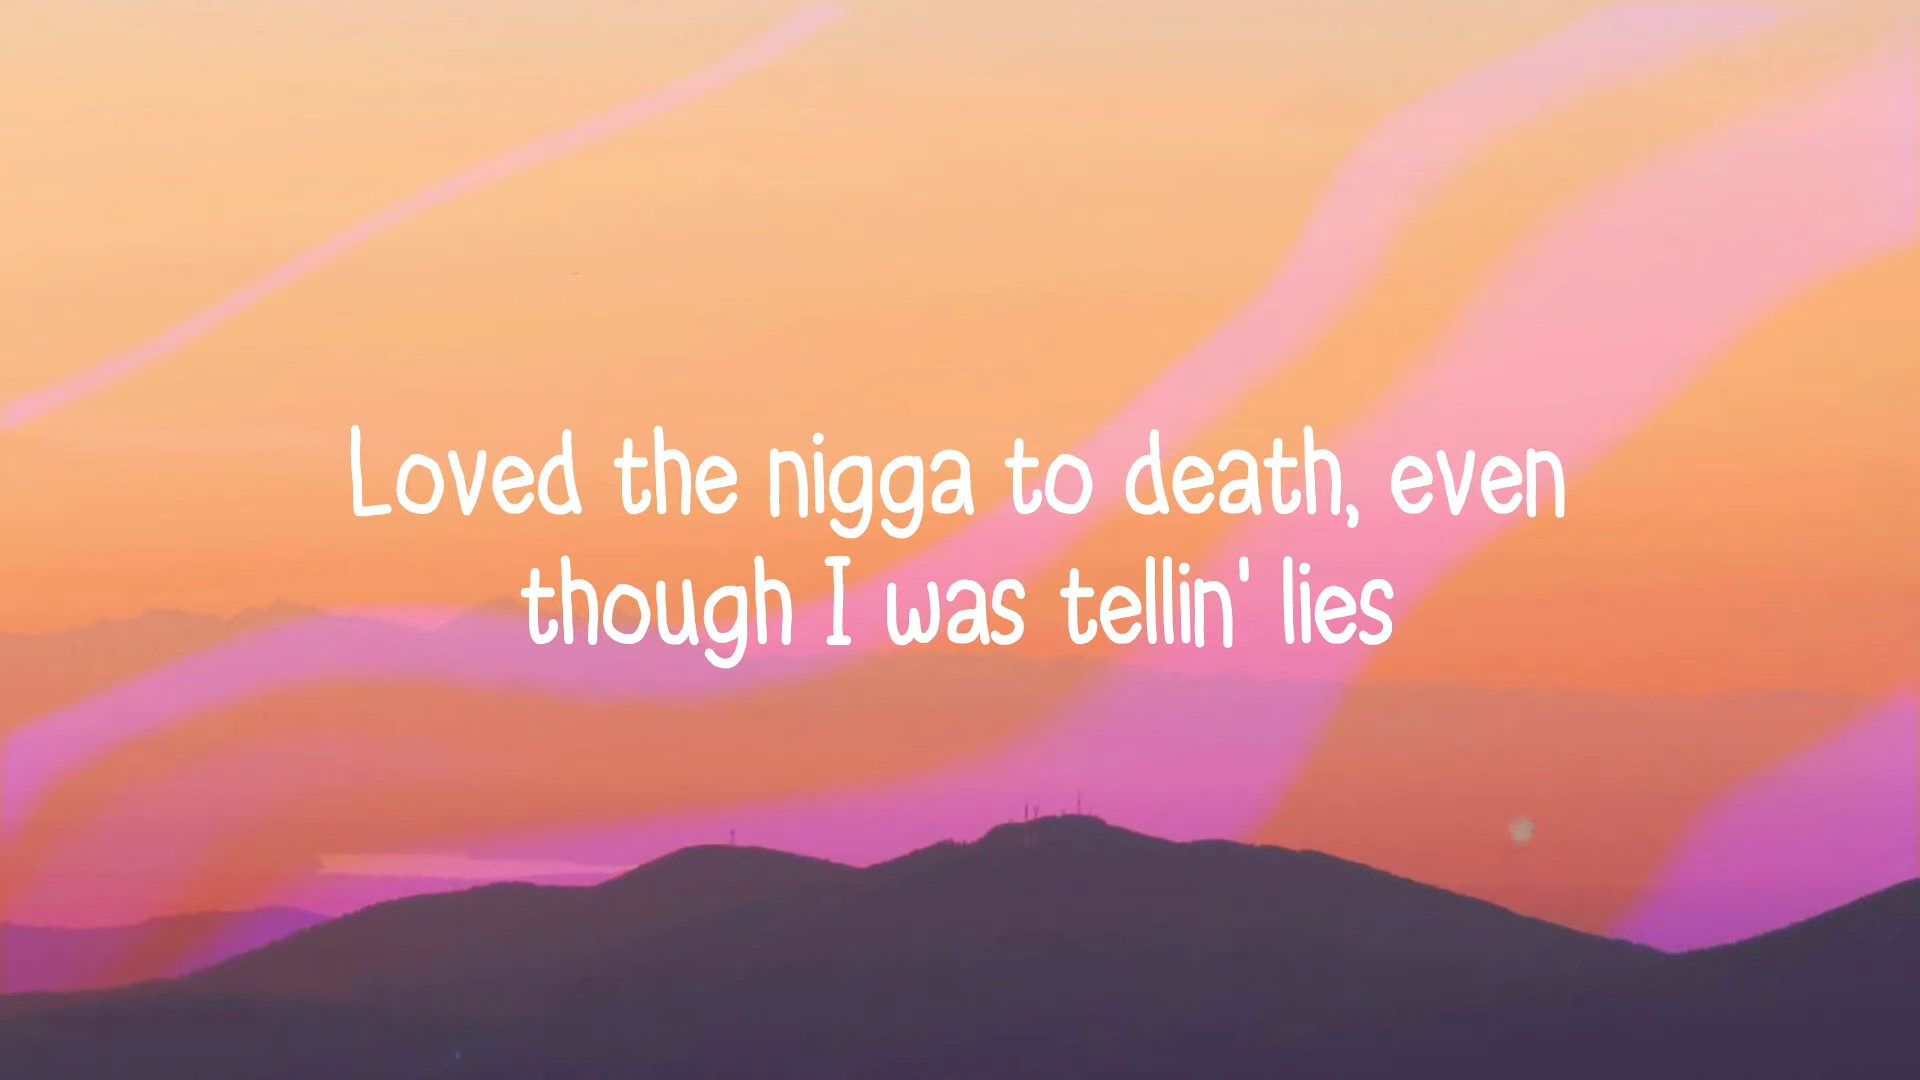 Loved the nigga to death, even
though I was tellin' lies